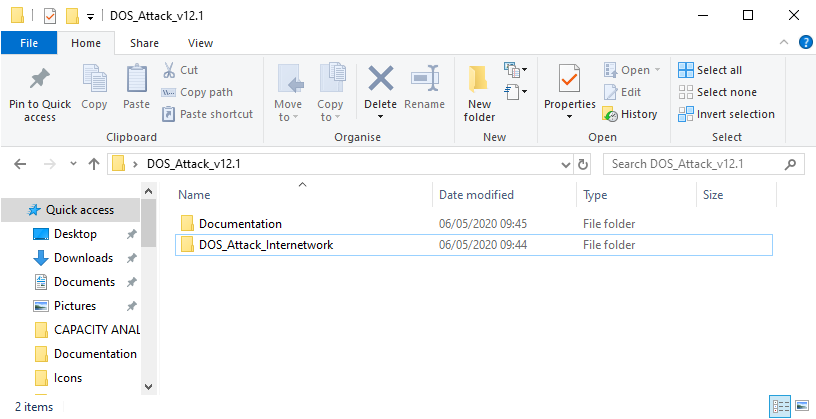 DOS_Attack_v12.1
File Home Share View
Pin to Quick access
Copy
Paste
Cut
Copy path
Paste shortcut
Clipboard
Move to
Copy to
Delete
Rename
Organise
New folder
New
Properties
Open
Edit
History
Open
Select all
Select none
Invert selection
Select
DOS_Attack_v12.1
Search DOS_Attack_v12.1
Quick access
Desktop
Downloads
Documents
Pictures
CAPACITY ANAL
Documentation
Icons
Name Date modified Type Size
Documentation 06/05/2020 09:45 File folder
DOS_Attack_Internetwork 06/05/2020 09:44 File folder
2 items